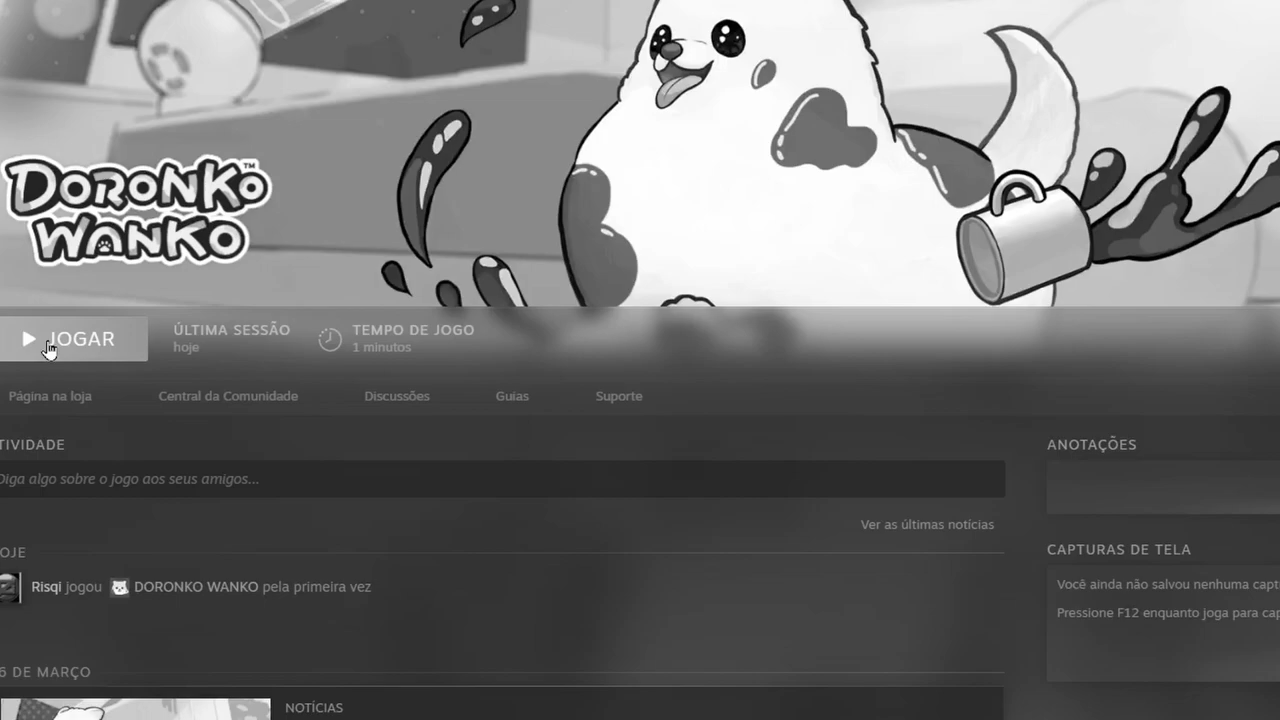 DORONKO
WANKO™
JOGAR
ÚLTIMA SESSÃO
hoje
TEMPO DE JOGO
1 minutos
Página na loja
Central da Comunidade
Discussões
Guias
Suporte
TIVIDADE
Diga algo sobre o jogo aos seus amigos...
Ver as últimas notícias
OJE
Risqi jogou DORONKO WANKO pela primeira vez
6 DE MARÇO
NOTÍCIAS
ANOTAÇÕES
CAPTURAS DE TELA
Você ainda não salvou nenhuma capt
Pressione F12 enquanto joga para cap